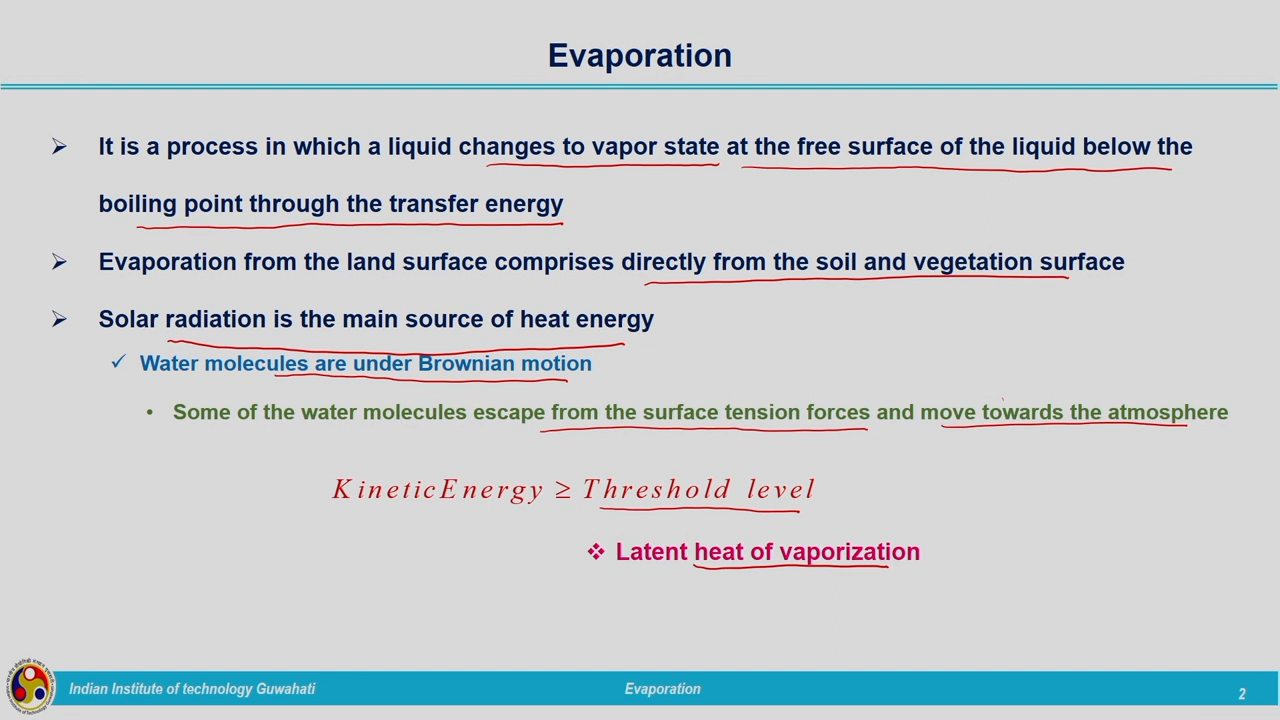 Evaporation
It is a process in which a liquid changes to vapor state at the free surface of the liquid below the
boiling point through the transfer energy
Evaporation from the land surface comprises directly from the soil and vegetation surface
Solar radiation is the main source of heat energy
Water molecules are under Brownian motion
Some of the water molecules escape from the surface tension forces and move towards the atmosphere
KineticEnergy ≥ Threshold level
Latent heat of vaporization
Indian Institute of technology Guwahati
Evaporation
2